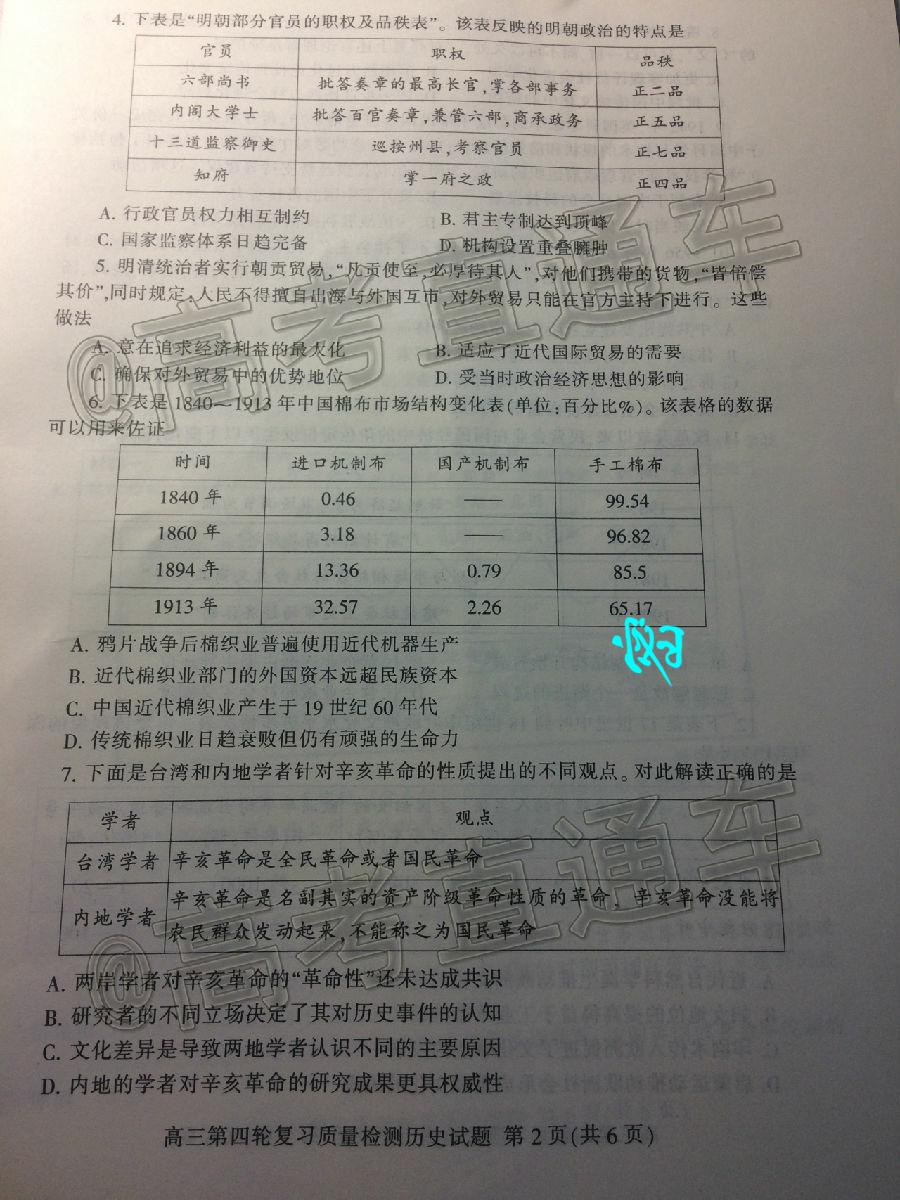 4. 下表是“明朝部分官员的职权及品秩表”。该表反映的明朝政治的特点是
官员 职权 品秩
六部尚书 批答奏章的最高长官,掌各部事务 正二品
内阁大学士 批答百官奏章,兼管六部,商承政务 正五品
十三道监察御史 巡按州县,考察官员 正七品
知府 掌一府之政 正四品
A. 行政官员权力相互制约 B. 君主专制达到顶峰
C. 国家监察体系日趋完备 D. 机构设置重叠臃肿
5. 明清统治者实行朝贡贸易,“凡贡使至,必厚待其人”,对他们携带的货物,“皆倍偿
其价”,同时规定,人民不得擅自出海与外国互市,对外贸易只能在官方主持下进行。这些
做法
A. 意在追求经济利益的最大化 B. 适应了近代国际贸易的需要
C. 确保对外贸易中的优势地位 D. 受当时政治经济思想的影响
6. 下表是1840—1913年中国棉布市场结构变化表(单位:百分比%)。该表格的数据
可以用来佐证
时间 进口机制布 国产机制布 手工棉布
1840年 0.46 —— 99.54
1860年 3.18 —— 96.82
1894年 13.36 0.79 85.5
1913年 32.57 2.26 65.17
A. 鸦片战争后棉织业普遍使用近代机器生产
B. 近代棉织业部门的外国资本远超民族资本
C. 中国近代棉织业产生于19世纪60年代
D. 传统棉织业日趋衰败但仍有顽强的生命力
7. 下面是台湾和内地学者针对辛亥革命的性质提出的不同观点。对此解读正确的是
学者 观点
台湾学者 辛亥革命是全民革命或者国民革命
内地学者 辛亥革命是名副其实的资产阶级革命性质的革命，辛亥革命没能将
农民群众发动起来,不能称之为国民革命
A. 两岸学者对辛亥革命的“革命性”还未达成共识
B. 研究者的不同立场决定了其对历史事件的认知
C. 文化差异是导致两地学者认识不同的主要原因
D. 内地的学者对辛亥革命的研究成果更具权威性
高三第四轮复习质量检测历史试题 第2页(共6页)
@高考直通车
@高考直通车